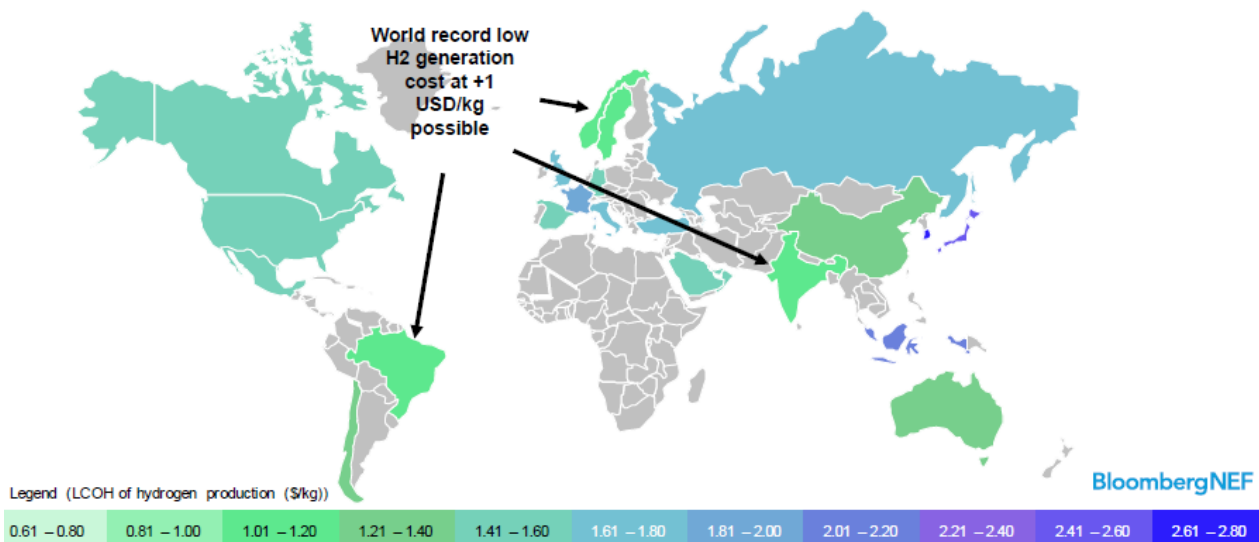 World record low
H2 generation
cost at +1
USD/kg
possible
BloombergNEF
Legend (LCOH of hydrogen production ($/kg))
0.61 – 0.80 0.81 – 1.00 1.01 – 1.20 1.21 – 1.40 1.41 – 1.60 1.61 – 1.80 1.81 – 2.00 2.01 – 2.20 2.21 – 2.40 2.41 – 2.60 2.61 – 2.80